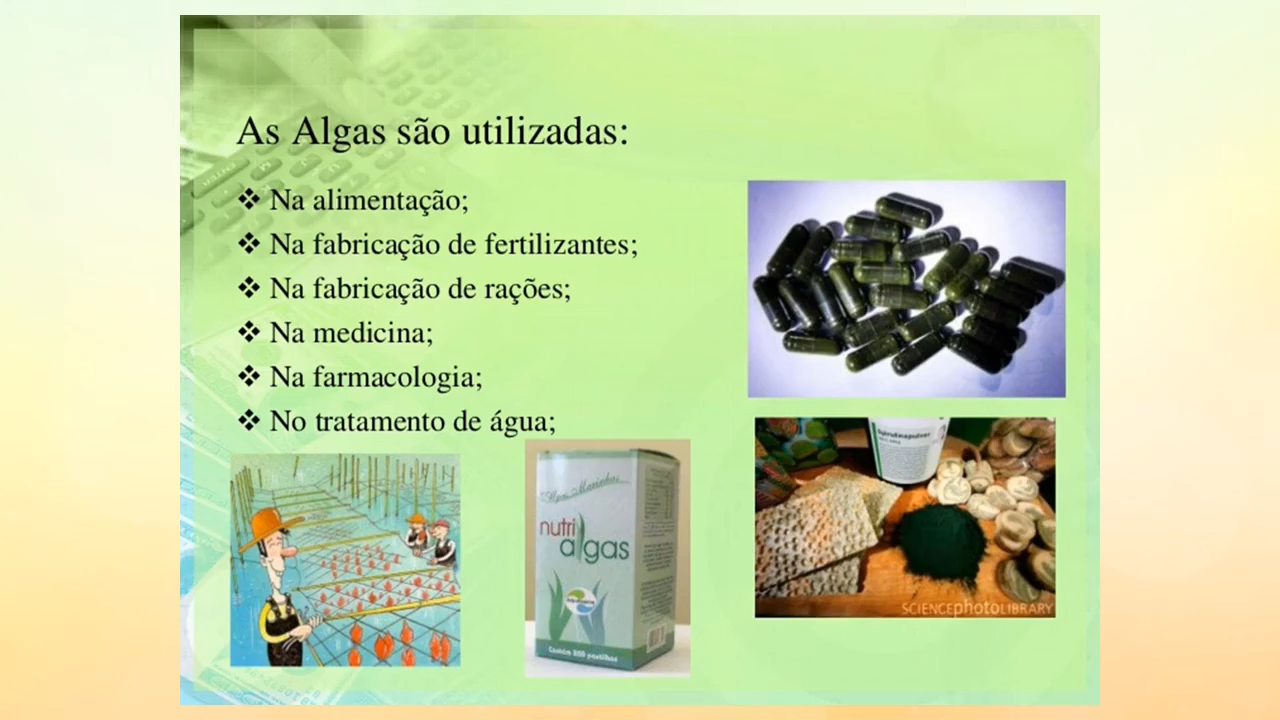 As Algas são utilizadas:
❖ Na alimentação;
❖ Na fabricação de fertilizantes;
❖ Na fabricação de rações;
❖ Na medicina;
❖ Na farmacologia;
❖ No tratamento de água;
nutri
algas
SCIENCEphotoLIBRARY